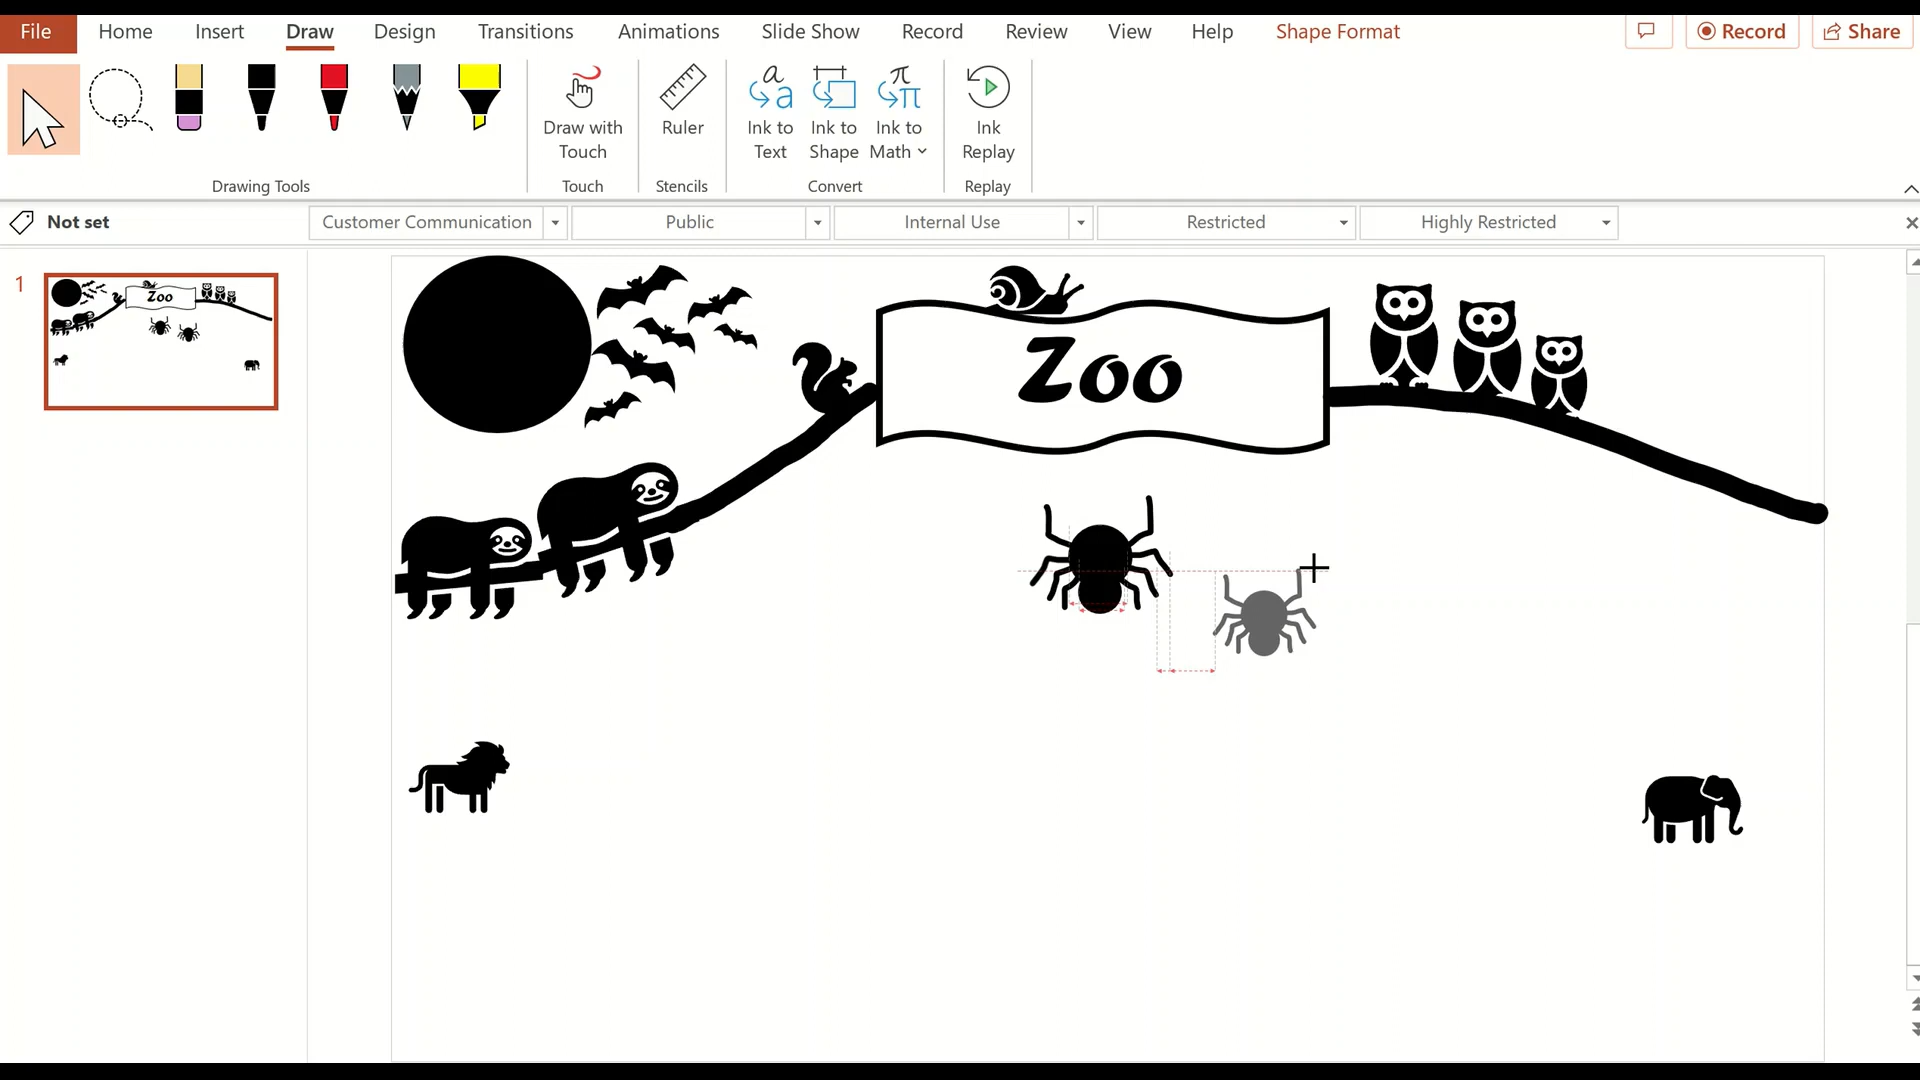 File Home Insert Draw Design Transitions Animations Slide Show Record Review View Help Shape Format Record Share
a a π π
Draw with Touch
Ruler
Ink to Text
Ink to Shape
Ink to Math
Ink Replay
Drawing Tools Touch Stencils Convert Replay
Not set Customer Communication Public Internal Use Restricted Highly Restricted
1
Zoo
Zoo